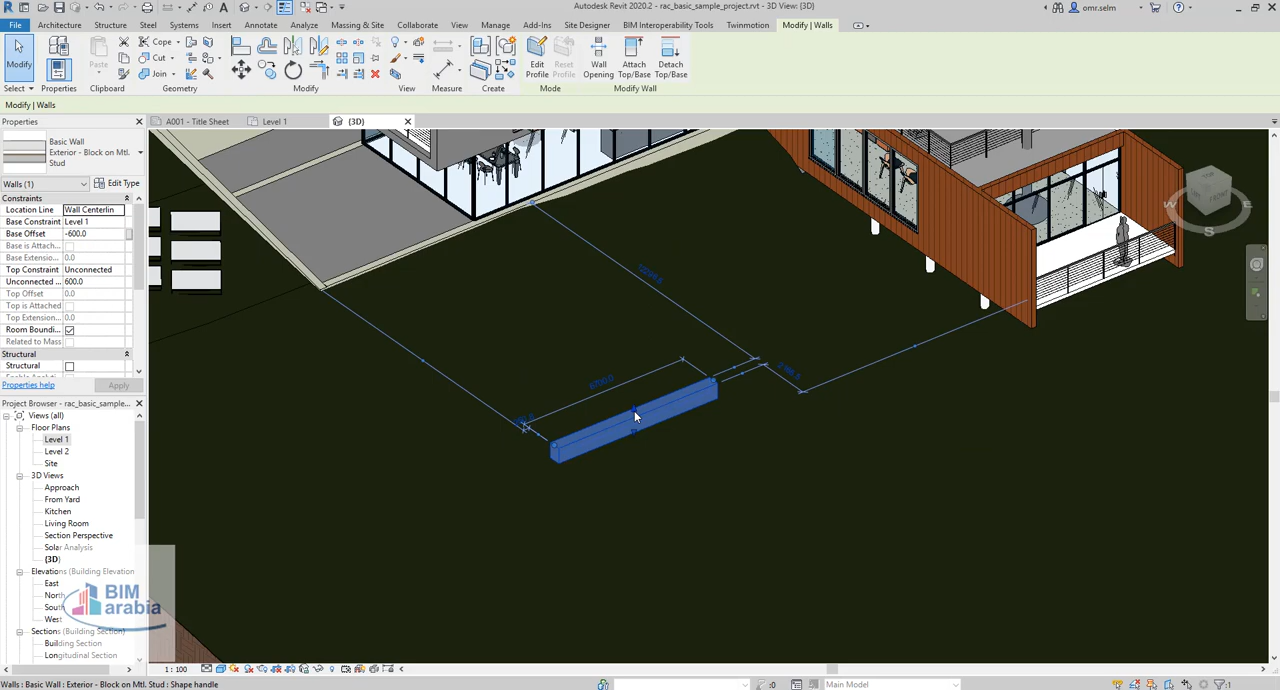 Autodesk Revit 2020.2 - rac_basic_sample_project.rvt - 3D View: {3D}
omr.selm
File Architecture Structure Steel Systems Insert Annotate Analyze Massing & Site Collaborate View Manage Add-Ins Site Designer BIM Interoperability Tools Twinmotion Modify | Walls
Modify Paste Cope Cut Join Edit Profile Reset Profile Wall Opening Attach Top/Base Detach Top/Base
Select Properties Clipboard Geometry Modify View Measure Create Mode Modify Wall
Modify | Walls
Properties
A001 - Title Sheet Level 1 {3D}
Basic Wall
Exterior - Block on Mtl.
Stud
Walls (1) Edit Type
Constraints
Location Line Wall Centerlin
Base Constraint Level 1
Base Offset -600.0
Base is Attach...
Base Extensio... 0.0
Top Constraint Unconnected
Unconnected ... 600.0
Top Offset 0.0
Top is Attached
Top Extensio... 0.0
Room Boundi...
Related to Mass
Structural
Structural
Properties help Apply
Project Browser - rac_basic_sample...
Views (all)
Floor Plans
Level 1
Level 2
Site
3D Views
Approach
From Yard
Kitchen
Living Room
Section Perspective
Solar Analysis
{3D}
Elevations (Building Elevation
East
North
South
West
Sections (Building Section)
Building Section
Longitudinal Section
BIM
arabia
TOP
FRONT
W
S
E
6700.0
1 : 100
Walls : Basic Wall : Exterior - Block on Mtl. Stud : Shape handle
:0
Main Model
:1